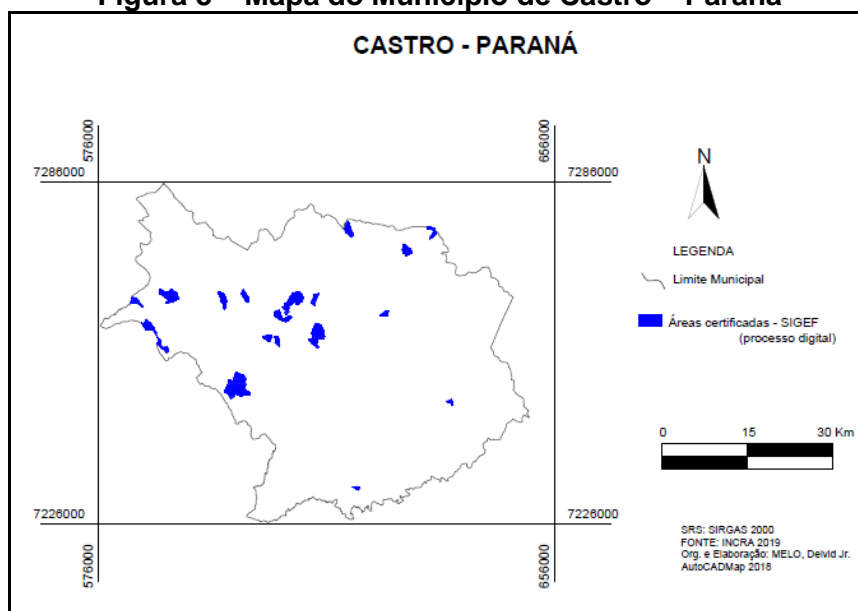 Figura 8 – Mapa do Município de Castro – Paraná
CASTRO - PARANÁ
576000
656000
7286000
7286000
N
LEGENDA
Limite Municipal
Áreas certificadas - SIGEF
(processo digital)
0 15 30 Km
7226000
7226000
576000
656000
SRS: SIRGAS 2000
FONTE: INCRA 2019
Org. e Elaboração: MELO, Deivid Jr.
AutoCADMap 2018